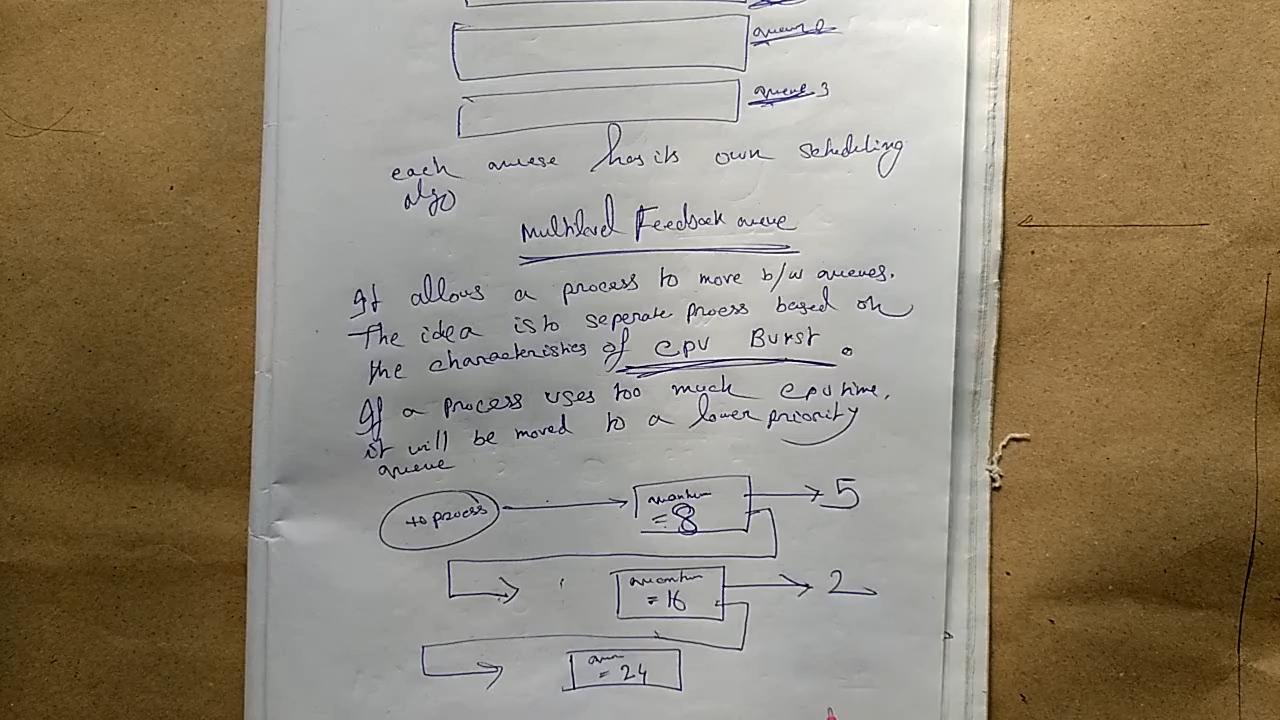 queue 2
queue 3
each queue has its own scheduling
algo
Multilevel Feedback queue
It allows a process to move b/w queues.
The idea is to seperate process based on
the characteristics of CPU Burst.
If a process uses too much cpu time,
it will be moved to a lower priority
queue
process
quantum
= 8
5
quantum
= 16
2
= 24